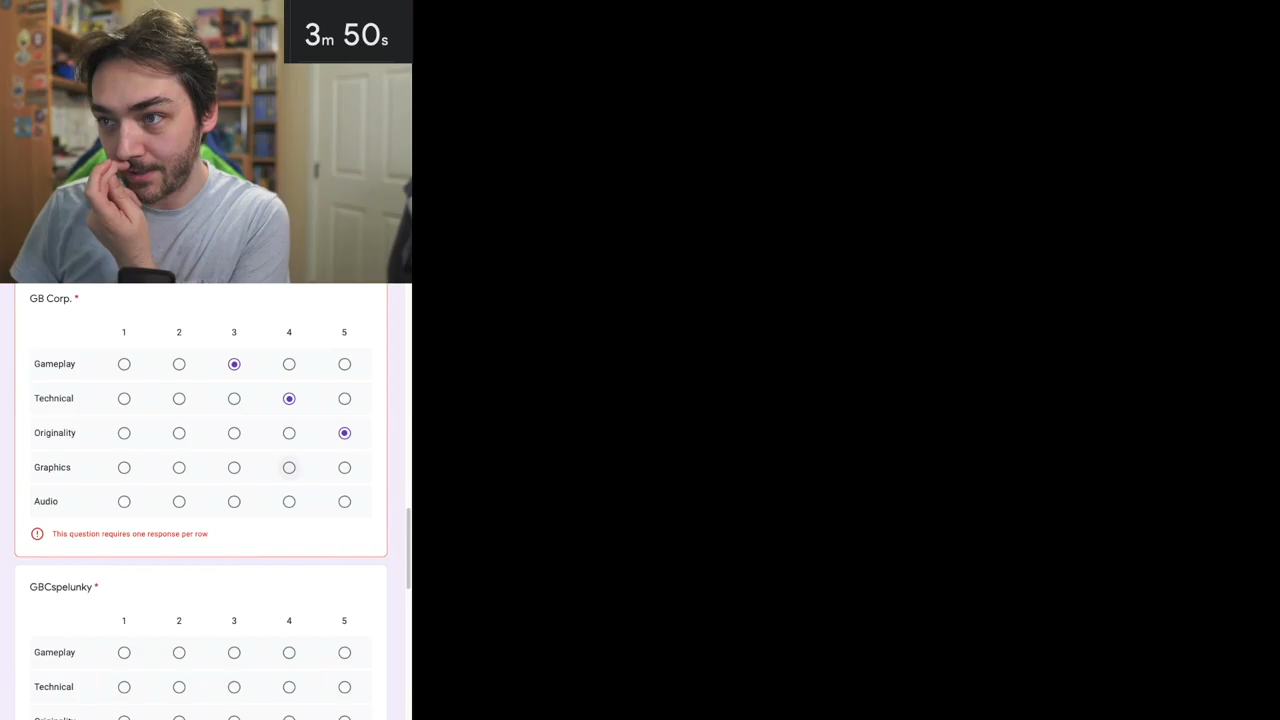 3m 50s
GB Corp. *
1 2 3 4 5
Gameplay
Technical
Originality
Graphics
Audio
This question requires one response per row
GBCspelunky *
1 2 3 4 5
Gameplay
Technical